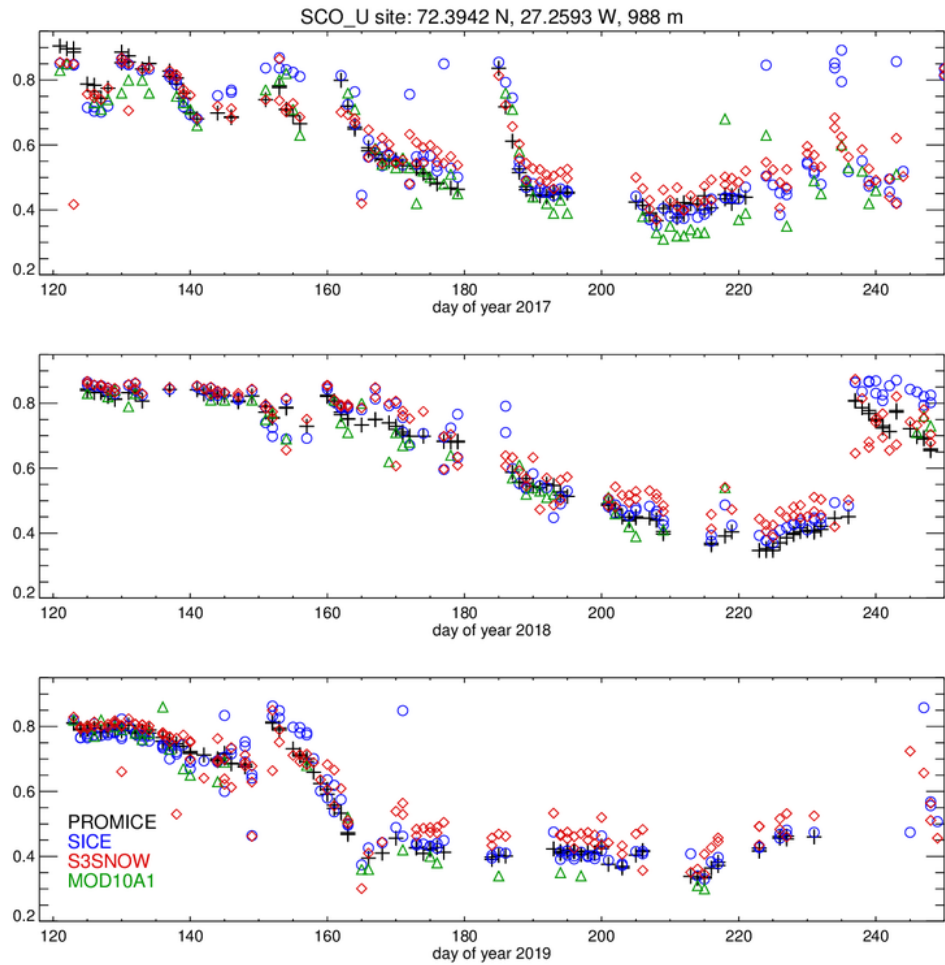 SCO_U site: 72.3942 N, 27.2593 W, 988 m
0.8
0.6
0.4
0.2
120 140 160 180 200 220 240
day of year 2017
0.8
0.6
0.4
0.2
120 140 160 180 200 220 240
day of year 2018
0.8
0.6
PROMICE
SICE
0.4
S3SNOW
MOD10A1
0.2
120 140 160 180 200 220 240
day of year 2019